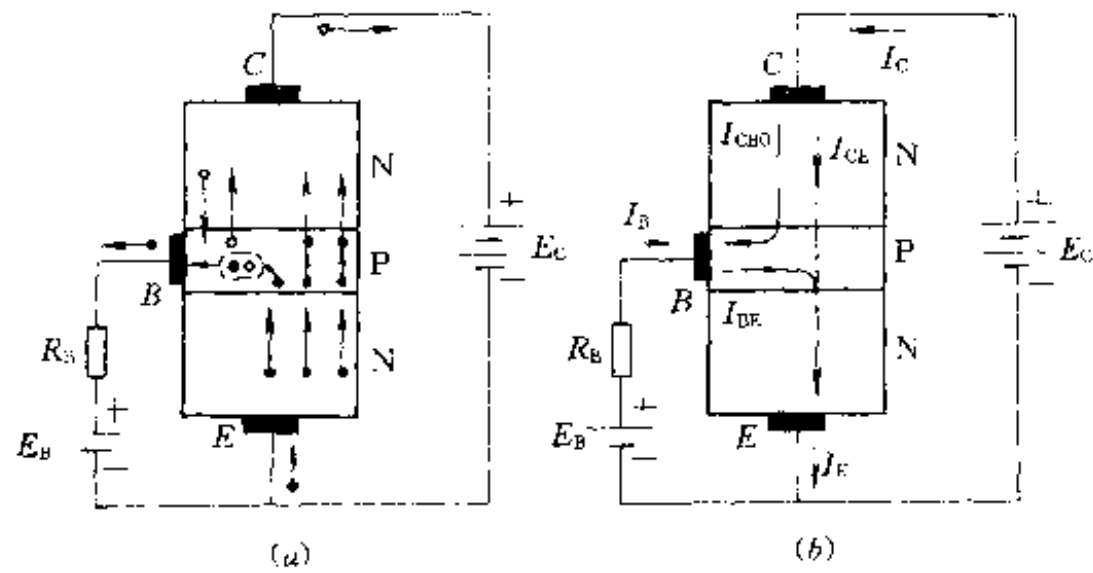 C
N
P
B
N
R_B
E_B
+
−
E
+
E_C
−
(a)
I_C
C
I_CBO
I_CE
N
I_B
P
B
I_BE
N
R_B
E_B
+
−
E
I_E
+
E_C
−
(b)